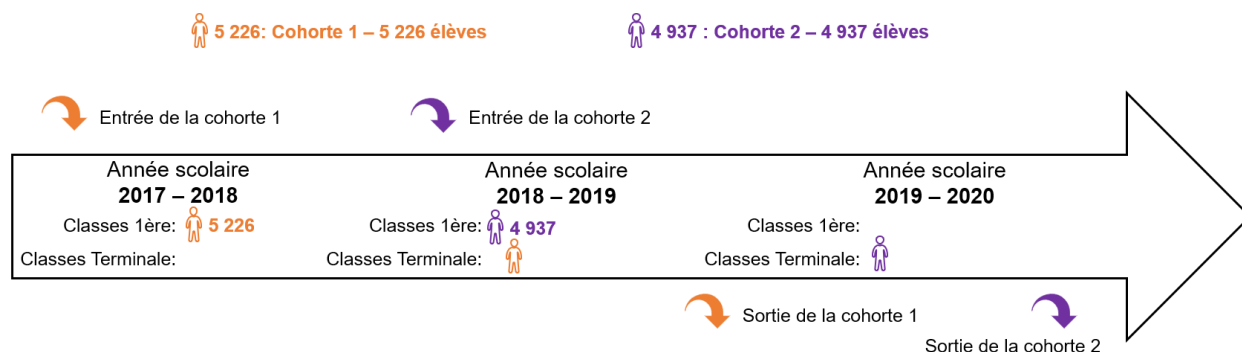 5 226: Cohorte 1 – 5 226 élèves
4 937 : Cohorte 2 – 4 937 élèves
Entrée de la cohorte 1
Entrée de la cohorte 2
Année scolaire
2017 – 2018
Classes 1ère: 5 226
Classes Terminale:
Année scolaire
2018 – 2019
Classes 1ère: 4 937
Classes Terminale:
Année scolaire
2019 – 2020
Classes 1ère:
Classes Terminale:
Sortie de la cohorte 1
Sortie de la cohorte 2